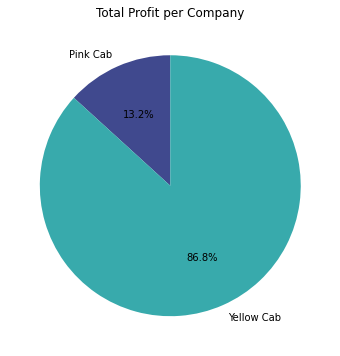 Total Profit per Company
Pink Cab
13.2%
86.8%
Yellow Cab